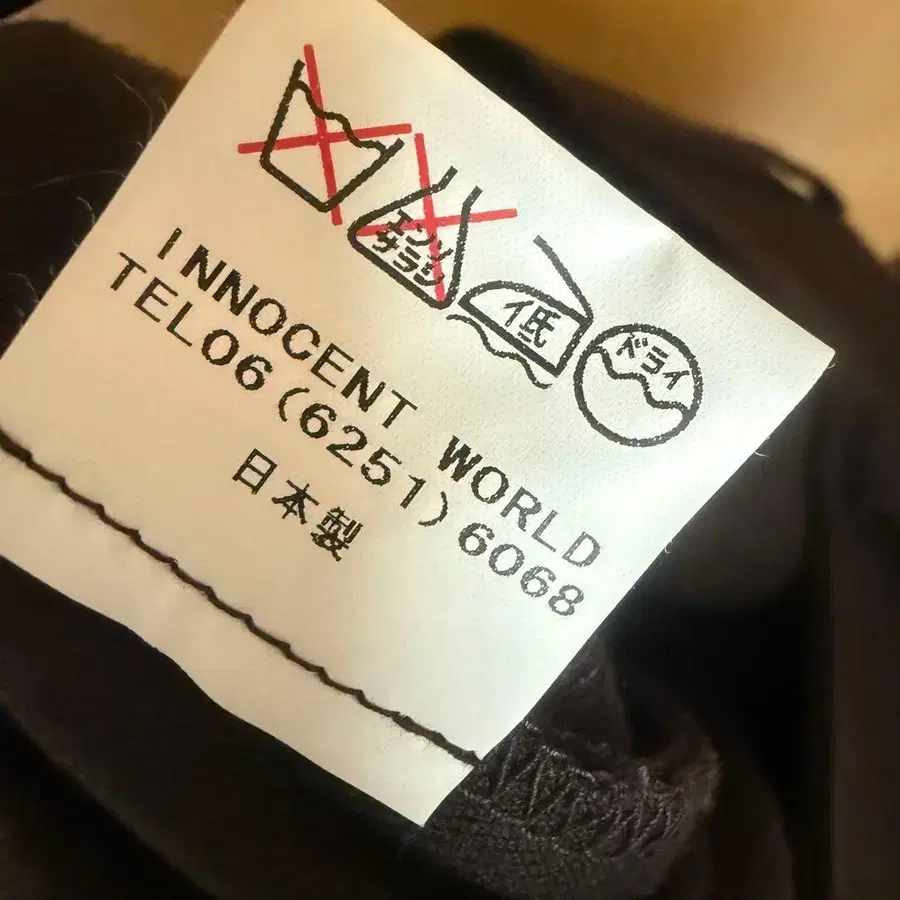 エンソ
サラシ
低
ドライ
INNOCENT WORLD
TEL06(6251)6068
日本製